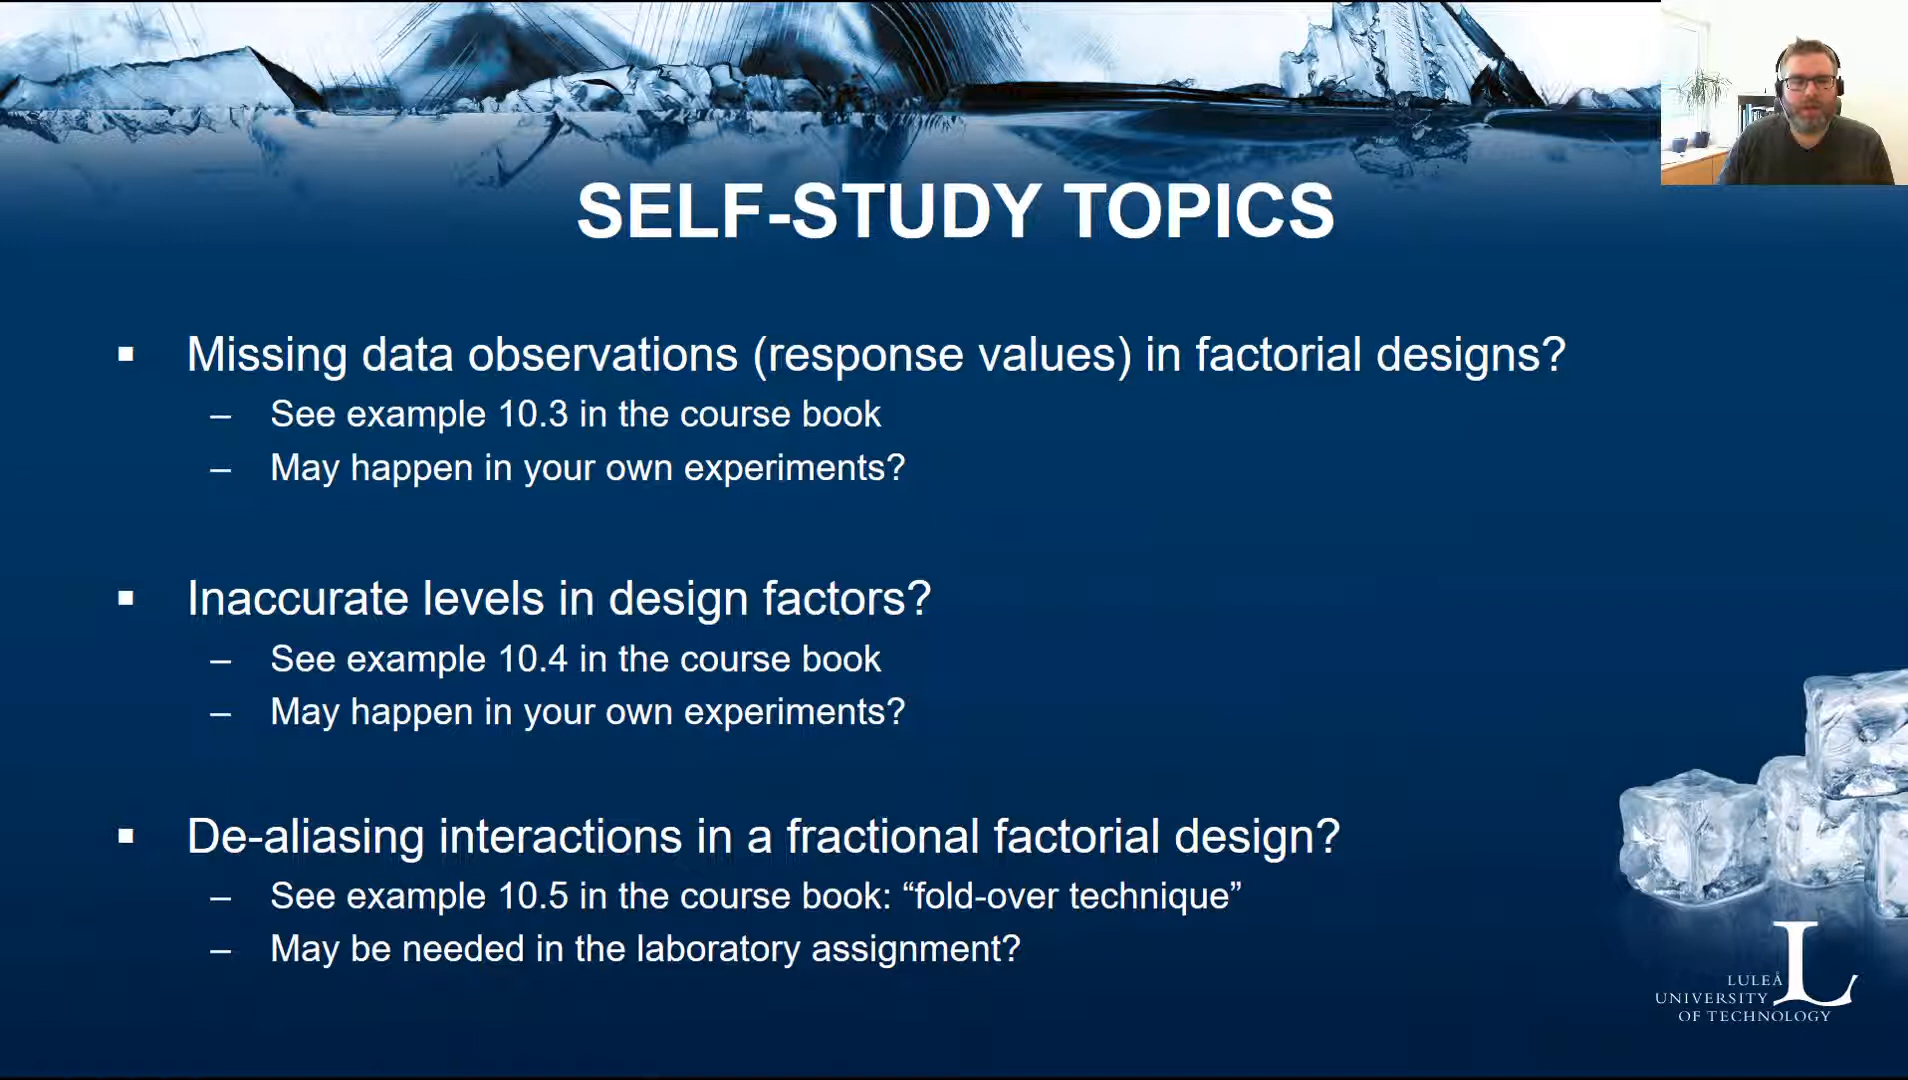 SELF-STUDY TOPICS
▪ Missing data observations (response values) in factorial designs?
– See example 10.3 in the course book
– May happen in your own experiments?
▪ Inaccurate levels in design factors?
– See example 10.4 in the course book
– May happen in your own experiments?
▪ De-aliasing interactions in a fractional factorial design?
– See example 10.5 in the course book: “fold-over technique”
– May be needed in the laboratory assignment?
L
LULEÅ
UNIVERSITY
OF TECHNOLOGY